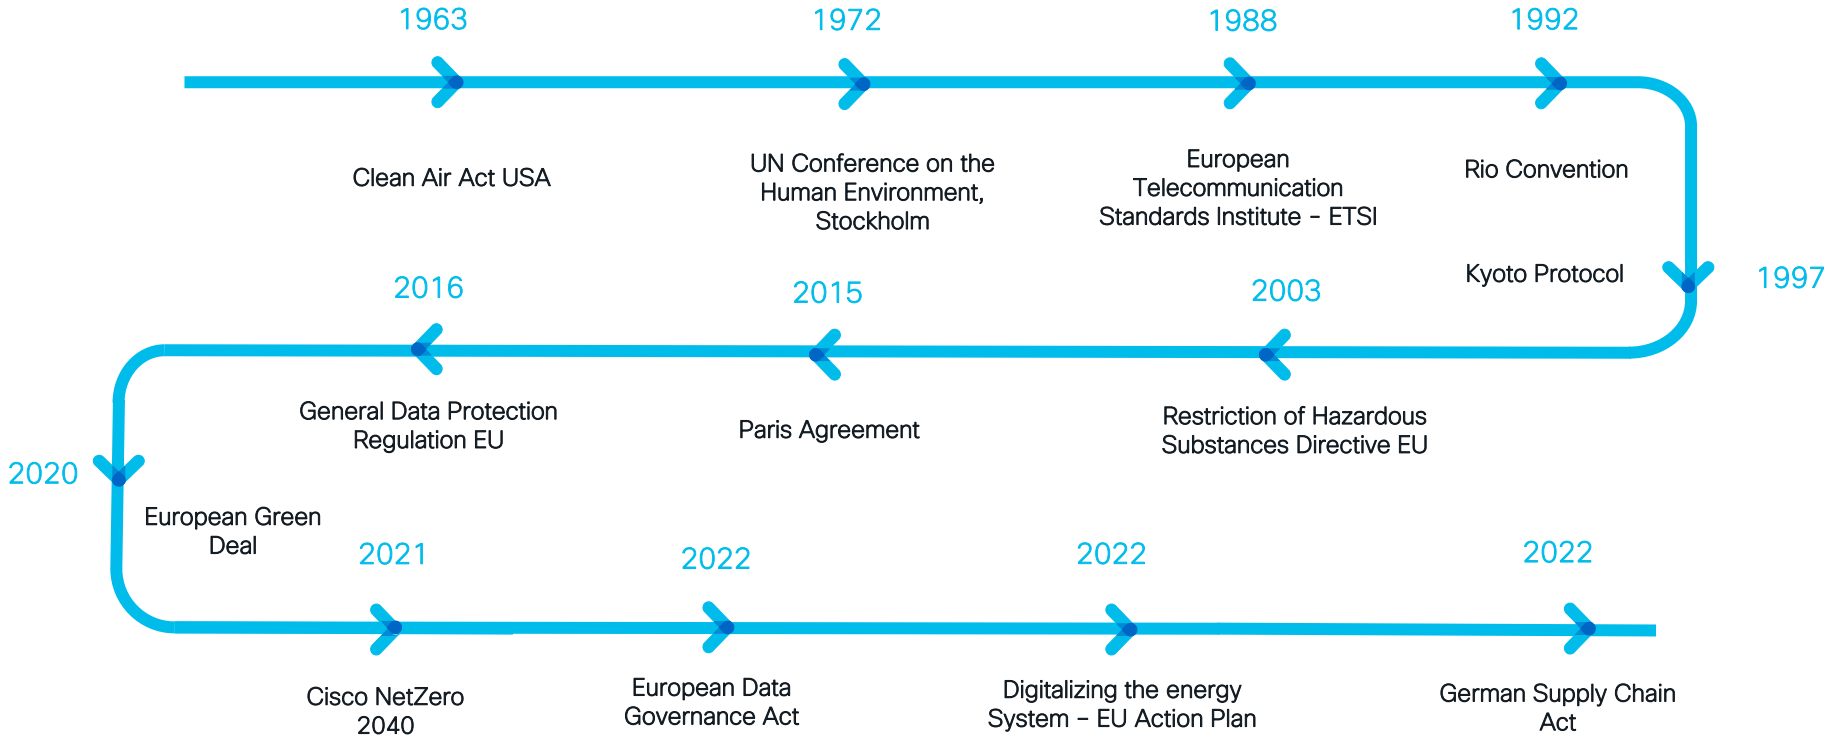 1963
Clean Air Act USA
1972
UN Conference on the
Human Environment,
Stockholm
1988
European
Telecommunication
Standards Institute - ETSI
1992
Rio Convention
1997
Kyoto Protocol
2003
Restriction of Hazardous
Substances Directive EU
2015
Paris Agreement
2016
General Data Protection
Regulation EU
2020
European Green
Deal
2021
Cisco NetZero
2040
2022
European Data
Governance Act
2022
Digitalizing the energy
System - EU Action Plan
2022
German Supply Chain
Act